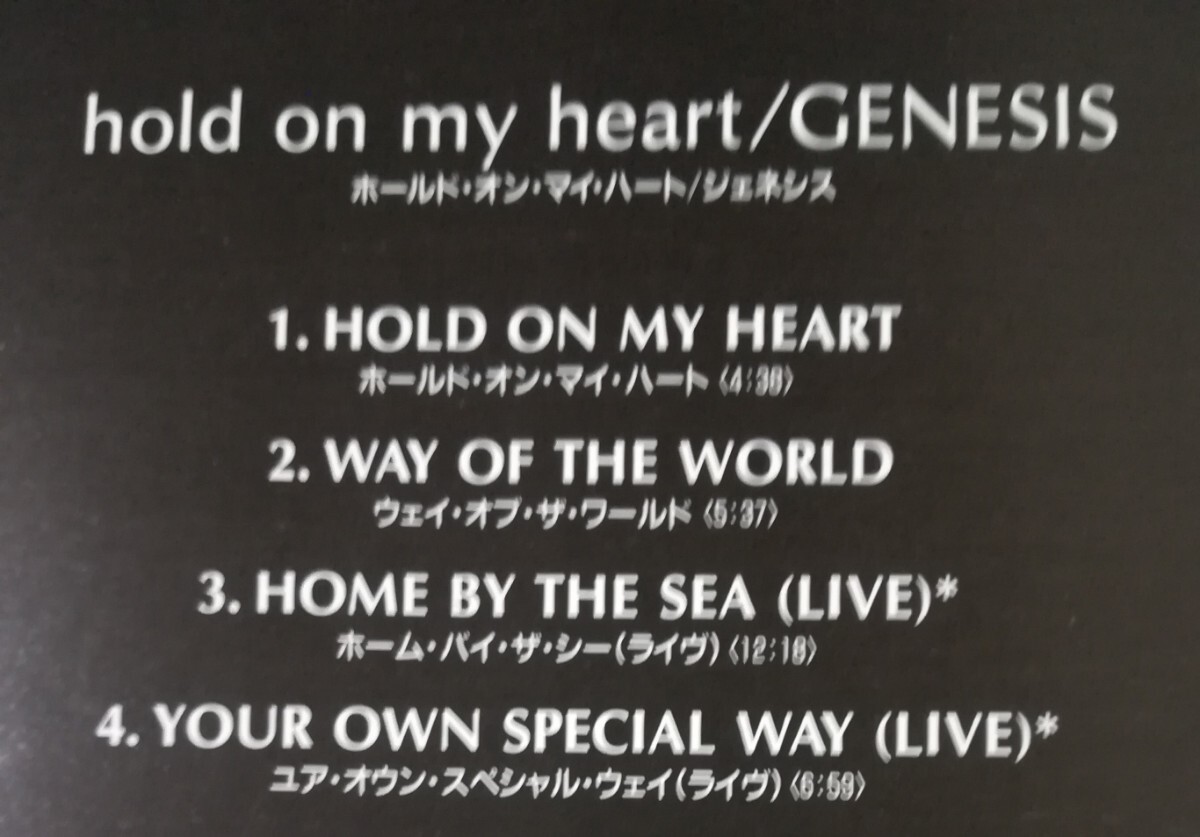 hold on my heart/GENESIS
ホールド・オン・マイ・ハート/ジェネシス
1. HOLD ON MY HEART
ホールド・オン・マイ・ハート〈4:36〉
2. WAY OF THE WORLD
ウェイ・オブ・ザ・ワールド〈5:37〉
3. HOME BY THE SEA (LIVE)*
ホーム・バイ・ザ・シー(ライヴ)〈12:18〉
4. YOUR OWN SPECIAL WAY (LIVE)*
ユア・オウン・スペシャル・ウェイ(ライヴ)〈6:59〉